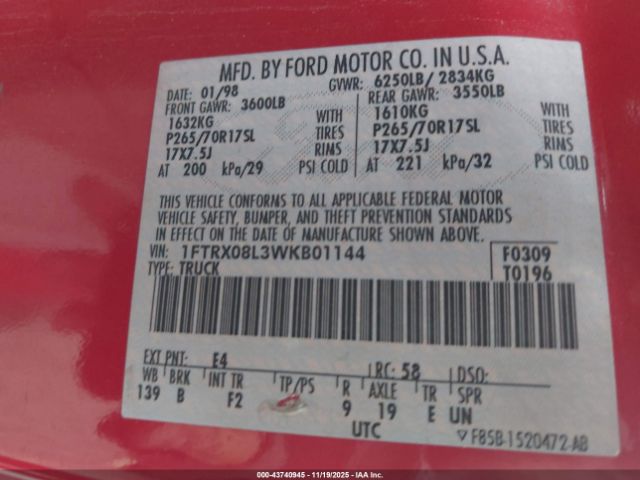 MFD. BY FORD MOTOR CO. IN U.S.A.
DATE: 01/98 GVWR: 6250LB/ 2834KG
FRONT GAWR: 3600LB REAR GAWR: 3550LB
1632KG WITH 1610KG WITH
P265/70R17SL TIRES P265/70R17SL TIRES
17X7.5J RIMS 17X7.5J RIMS
AT 200 kPa/29 PSI COLD AT 221 kPa/32 PSI COLD
THIS VEHICLE CONFORMS TO ALL APPLICABLE FEDERAL MOTOR
VEHICLE SAFETY, BUMPER, AND THEFT PREVENTION STANDARDS
IN EFFECT ON THE DATE OF MANUFACTURE SHOWN ABOVE.
VIN: 1FTRX08L3WKB01144 F0309
TYPE: TRUCK T0196
EXT PNT: E4 RC: 58 DSO:
WB BRK INT TR TP/PS R AXLE TR SPR
139 B F2 9 19 E UN
UTC F85B-1520472-AB
000-43740945 - 11/19/2025 - IAAHQ